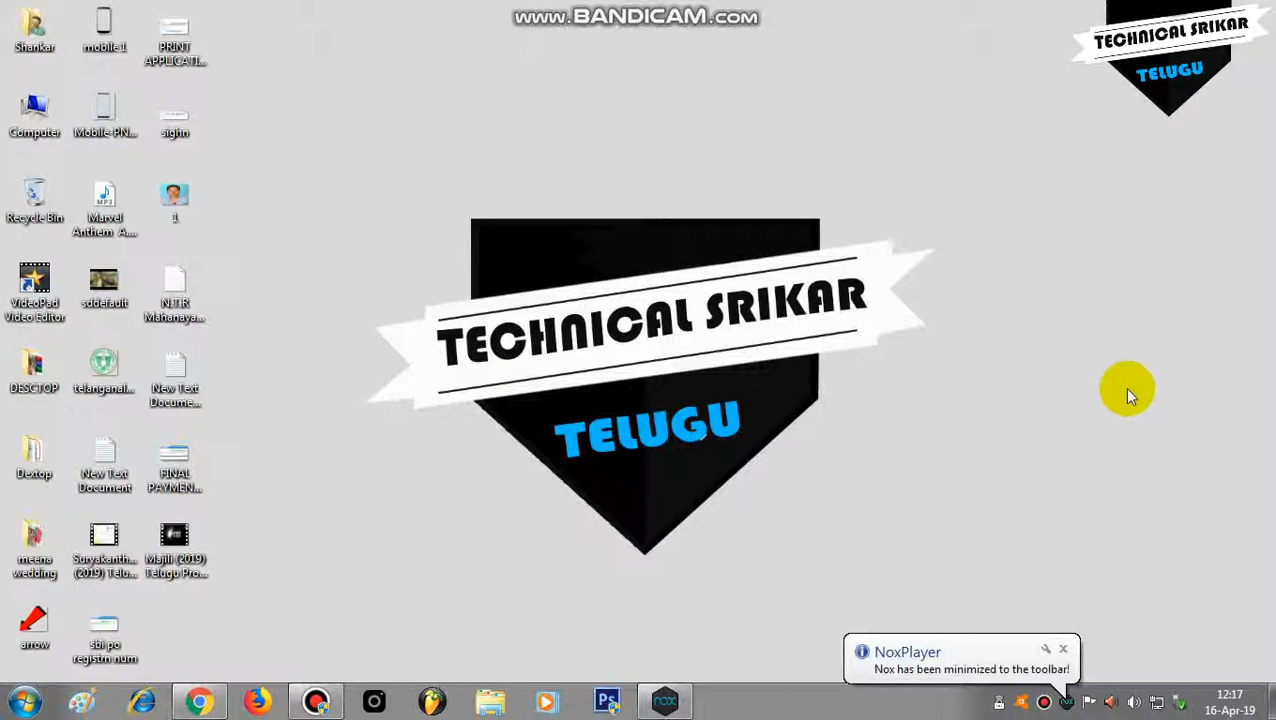 www.BANDICAM.com
TECHNICAL SRIKAR
TELUGU
Shankar
mobile 1
PRINT
APPLICATI...
Computer
Mobile-PN...
sighn
Recycle Bin
Marvel
Anthem A...
1
VideoPad
Video Editor
sddefault
N.T.R
Mahanaya...
DESCTOP
telanganal...
New Text
Docume...
Dextop
New Text
Document
FINAL
PAYMEN...
meena
wedding
Suryakanth...
(2019) Telu...
Majili (2019)
Telugu Pro...
arrow
sbi po
registrn num
TECHNICAL SRIKAR
TELUGU
NoxPlayer
Nox has been minimized to the toolbar!
Ps
nox
12:17
16-Apr-19